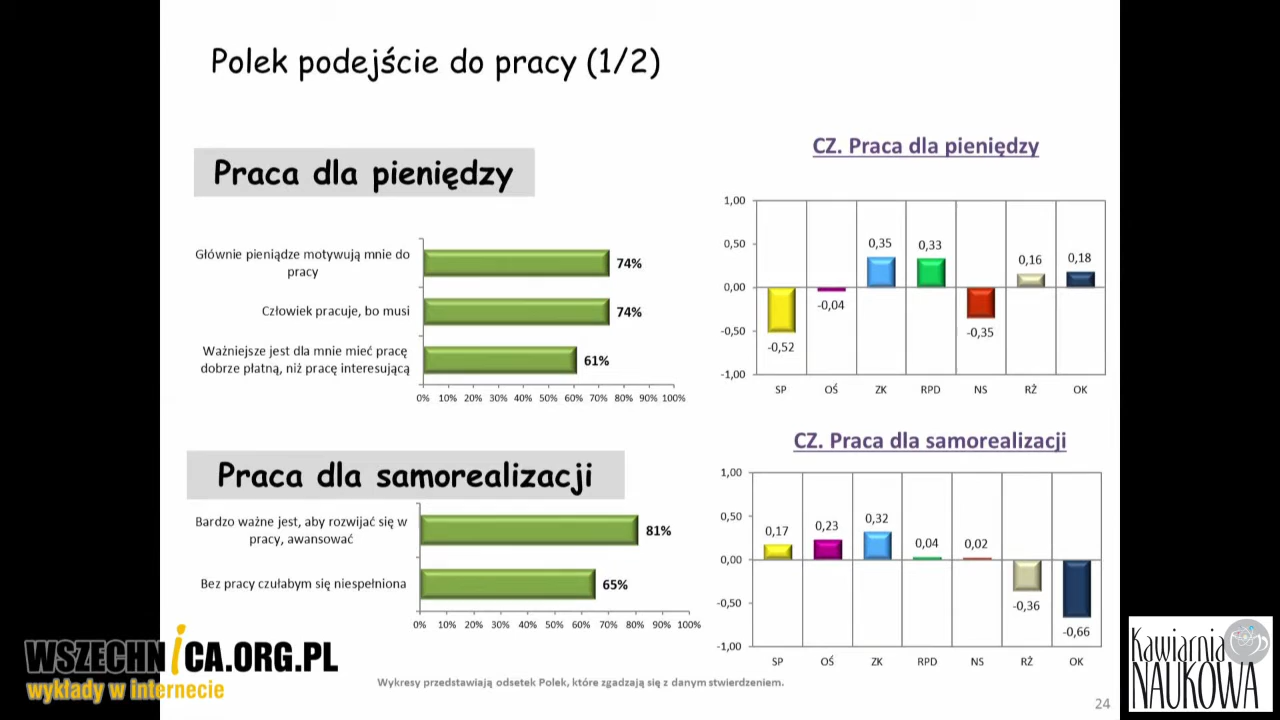 Polek podejście do pracy (1/2)
Praca dla pieniędzy
Głównie pieniądze motywują mnie do
pracy
74%
Człowiek pracuje, bo musi
74%
Ważniejsze jest dla mnie mieć pracę
dobrze płatną, niż pracę interesującą
61%
0% 10% 20% 30% 40% 50% 60% 70% 80% 90% 100%
CZ. Praca dla pieniędzy
1,00
0,50
0,00
-0,50
-1,00
-0,52
-0,04
0,35
0,33
-0,35
0,16
0,18
SP OŚ ZK RPD NS RŻ OK
Praca dla samorealizacji
Bardzo ważne jest, aby rozwijać się w
pracy, awansować
81%
Bez pracy czułabym się niespełniona
65%
0% 10% 20% 30% 40% 50% 60% 70% 80% 90% 100%
CZ. Praca dla samorealizacji
1,00
0,50
0,00
-0,50
-1,00
0,17
0,23
0,32
0,04
0,02
-0,36
-0,66
SP OŚ ZK RPD NS RŻ OK
Wykresy przedstawiają odsetek Polek, które zgadzają się z danym stwierdzeniem.
24
WSZECHNiCA.ORG.PL
wykłady w internecie
Kawiarnia
NAUKOWA